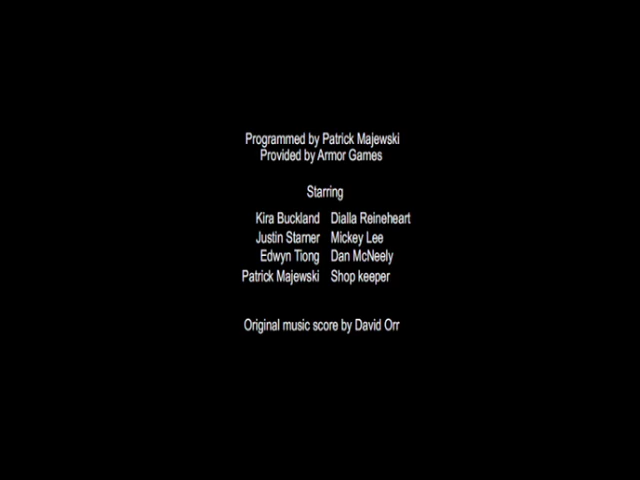 Programmed by Patrick Majewski
Provided by Armor Games
Starring
Kira Buckland Dialla Reineheart
Justin Starner Mickey Lee
Edwyn Tiong Dan McNeely
Patrick Majewski Shop keeper
Original music score by David Orr